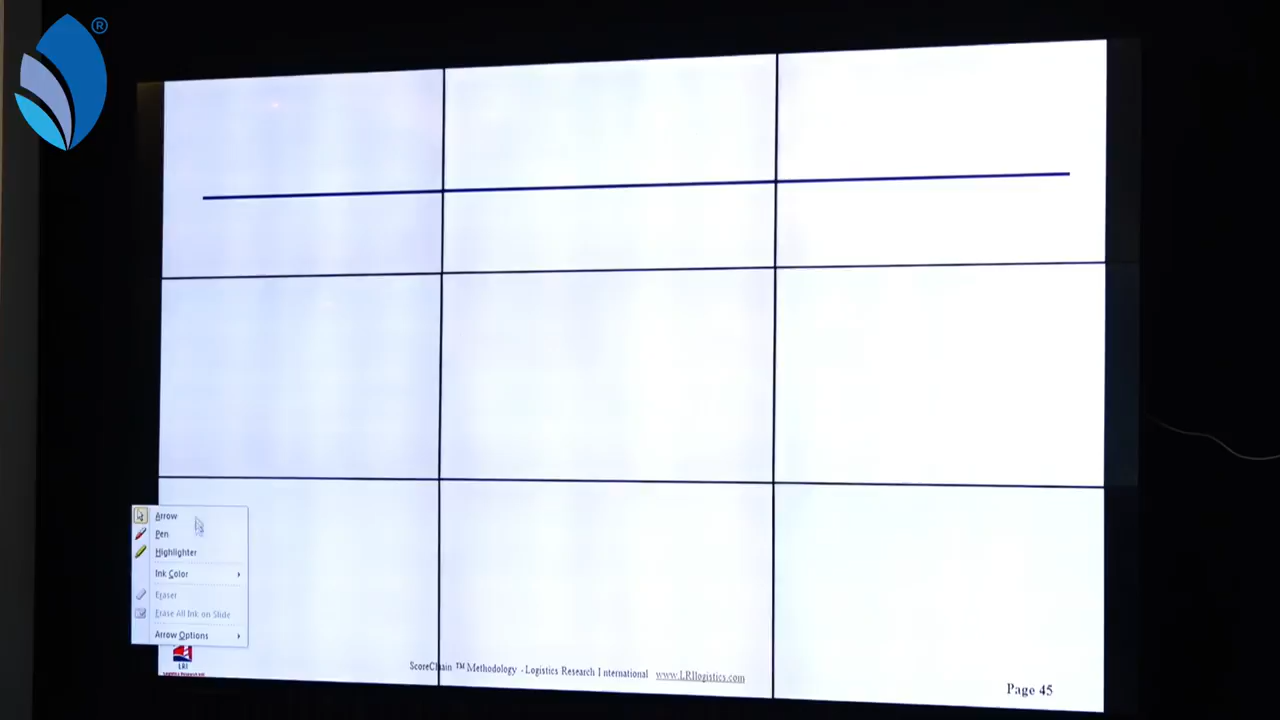 ®
Arrow
Pen
Highlighter
Ink Color
Eraser
Erase All Ink on Slide
Arrow Options
LRI
ScoreChain ™ Methodology - Logistics Research International www.LRIlogistics.com
Page 45